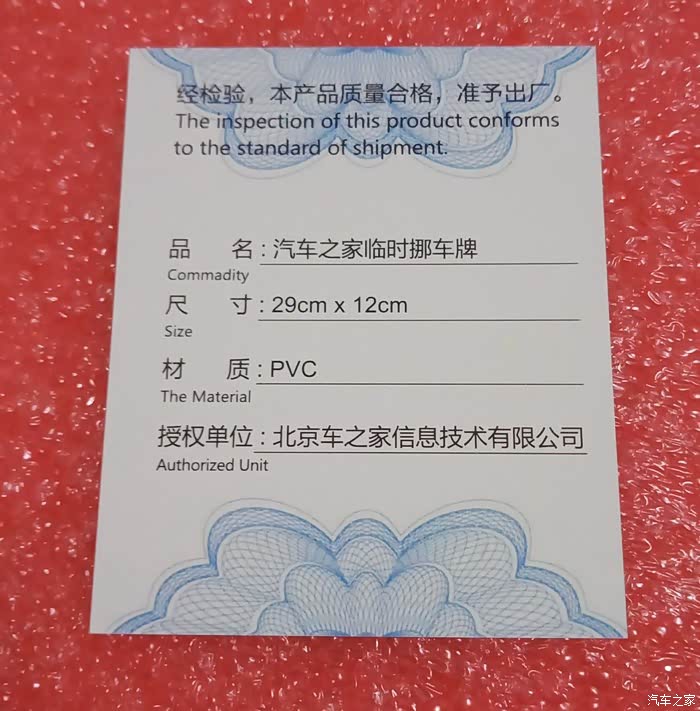 经检验，本产品质量合格，准予出厂。
The inspection of this product conforms
to the standard of shipment.
品 名：汽车之家临时挪车牌
Commadity
尺 寸：29cm x 12cm
Size
材 质：PVC
The Material
授权单位：北京车之家信息技术有限公司
Authorized Unit
汽车之家